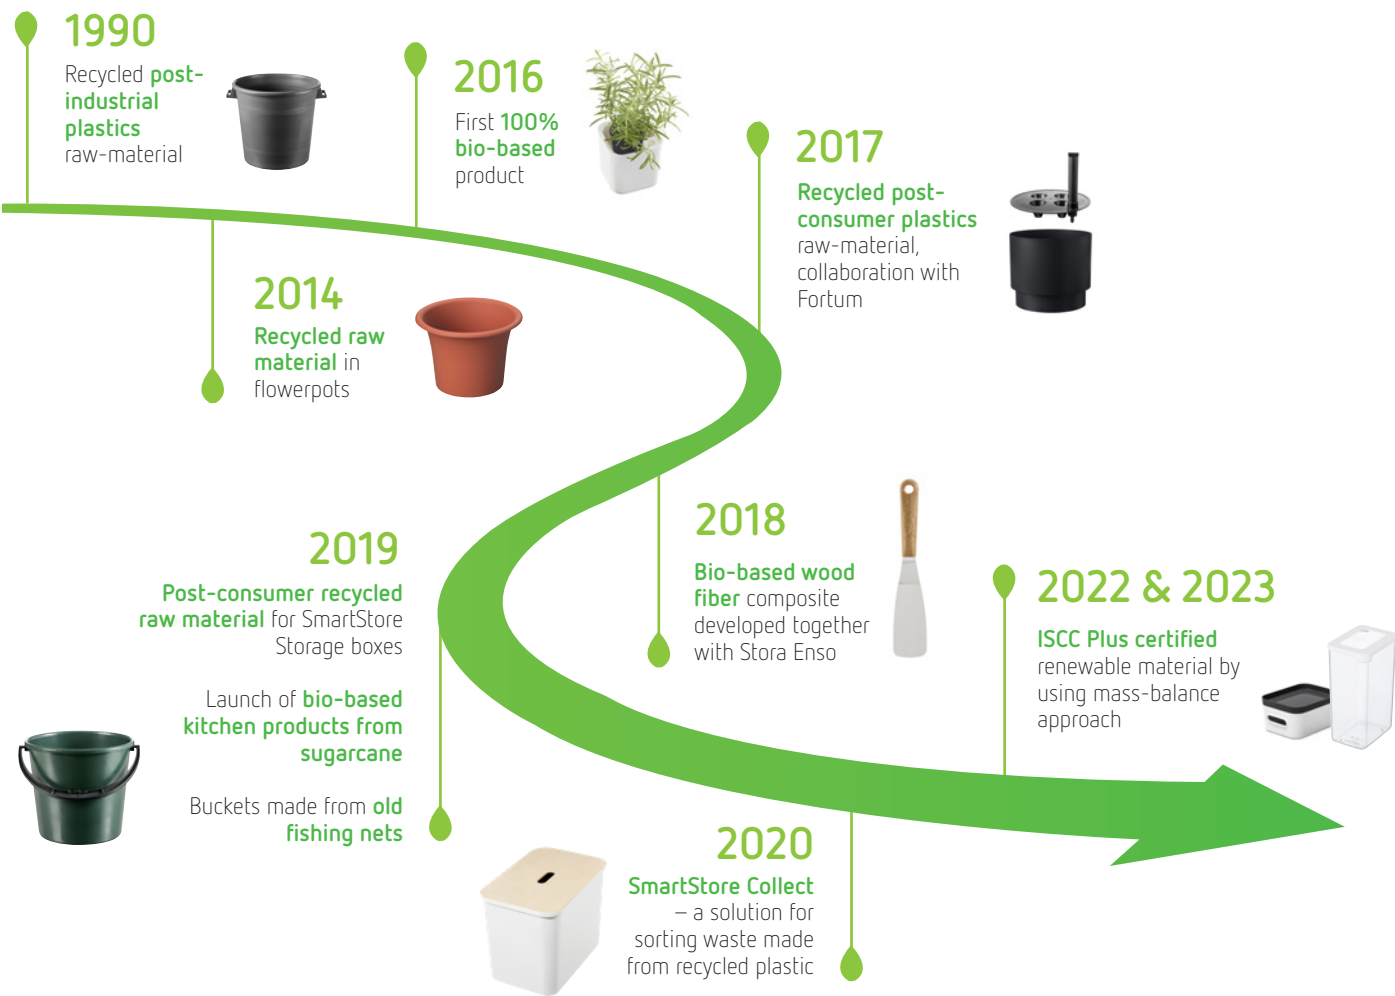 1990
Recycled post-
industrial
plastics
raw-material
2016
First 100%
bio-based
product
2017
Recycled post-
consumer plastics
raw-material,
collaboration with
Fortum
2014
Recycled raw
material in
flowerpots
2018
Bio-based wood
fiber composite
developed together
with Stora Enso
2019
Post-consumer recycled
raw material for SmartStore
Storage boxes
Launch of bio-based
kitchen products from
sugarcane
Buckets made from old
fishing nets
2022 & 2023
ISCC Plus certified
renewable material by
using mass-balance
approach
2020
SmartStore Collect
– a solution for
sorting waste made
from recycled plastic